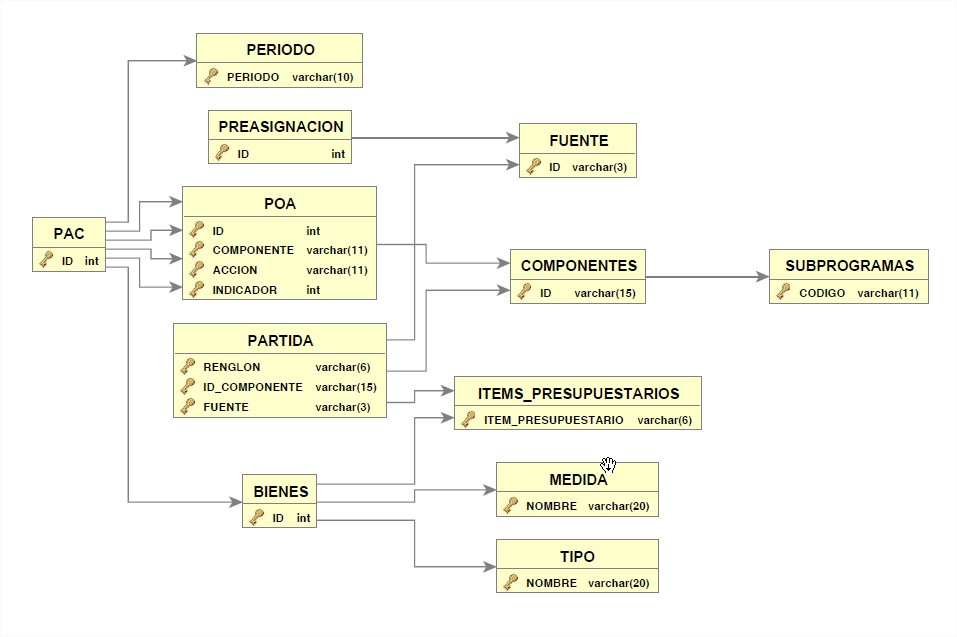 PERIODO
PERIODO varchar(10)
PREASIGNACION
ID int
FUENTE
ID varchar(3)
POA
ID int
COMPONENTE varchar(11)
ACCION varchar(11)
INDICADOR int
PAC
ID int
COMPONENTES
ID varchar(15)
SUBPROGRAMAS
CODIGO varchar(11)
PARTIDA
RENGLON varchar(6)
ID_COMPONENTE varchar(15)
FUENTE varchar(3)
ITEMS_PRESUPUESTARIOS
ITEM_PRESUPUESTARIO varchar(6)
BIENES
ID int
MEDIDA
NOMBRE varchar(20)
TIPO
NOMBRE varchar(20)